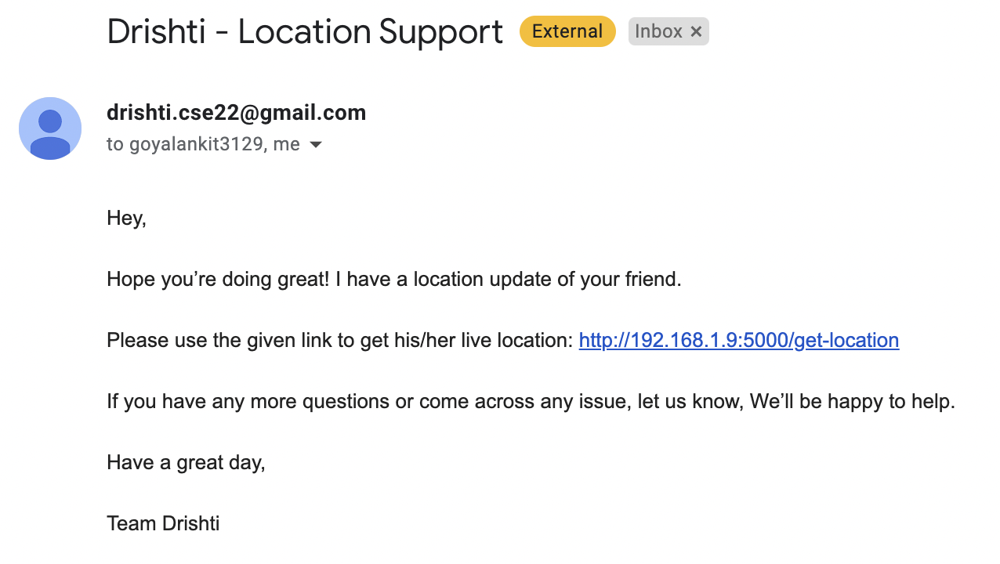 Drishti - Location Support External Inbox ×
drishti.cse22@gmail.com
to goyalankit3129, me
Hey,
Hope you’re doing great! I have a location update of your friend.
Please use the given link to get his/her live location: http://192.168.1.9:5000/get-location
If you have any more questions or come across any issue, let us know, We’ll be happy to help.
Have a great day,
Team Drishti